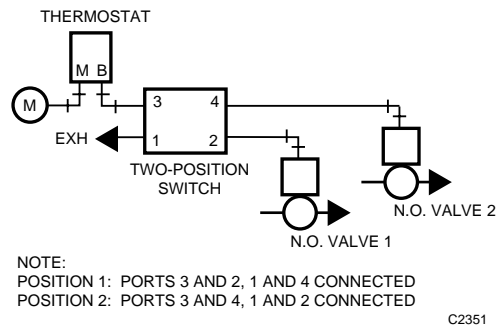 THERMOSTAT
M B
M
3 4
EXH
1 2
TWO-POSITION
SWITCH
N.O. VALVE 2
N.O. VALVE 1
NOTE:
POSITION 1: PORTS 3 AND 2, 1 AND 4 CONNECTED
POSITION 2: PORTS 3 AND 4, 1 AND 2 CONNECTED
C2351